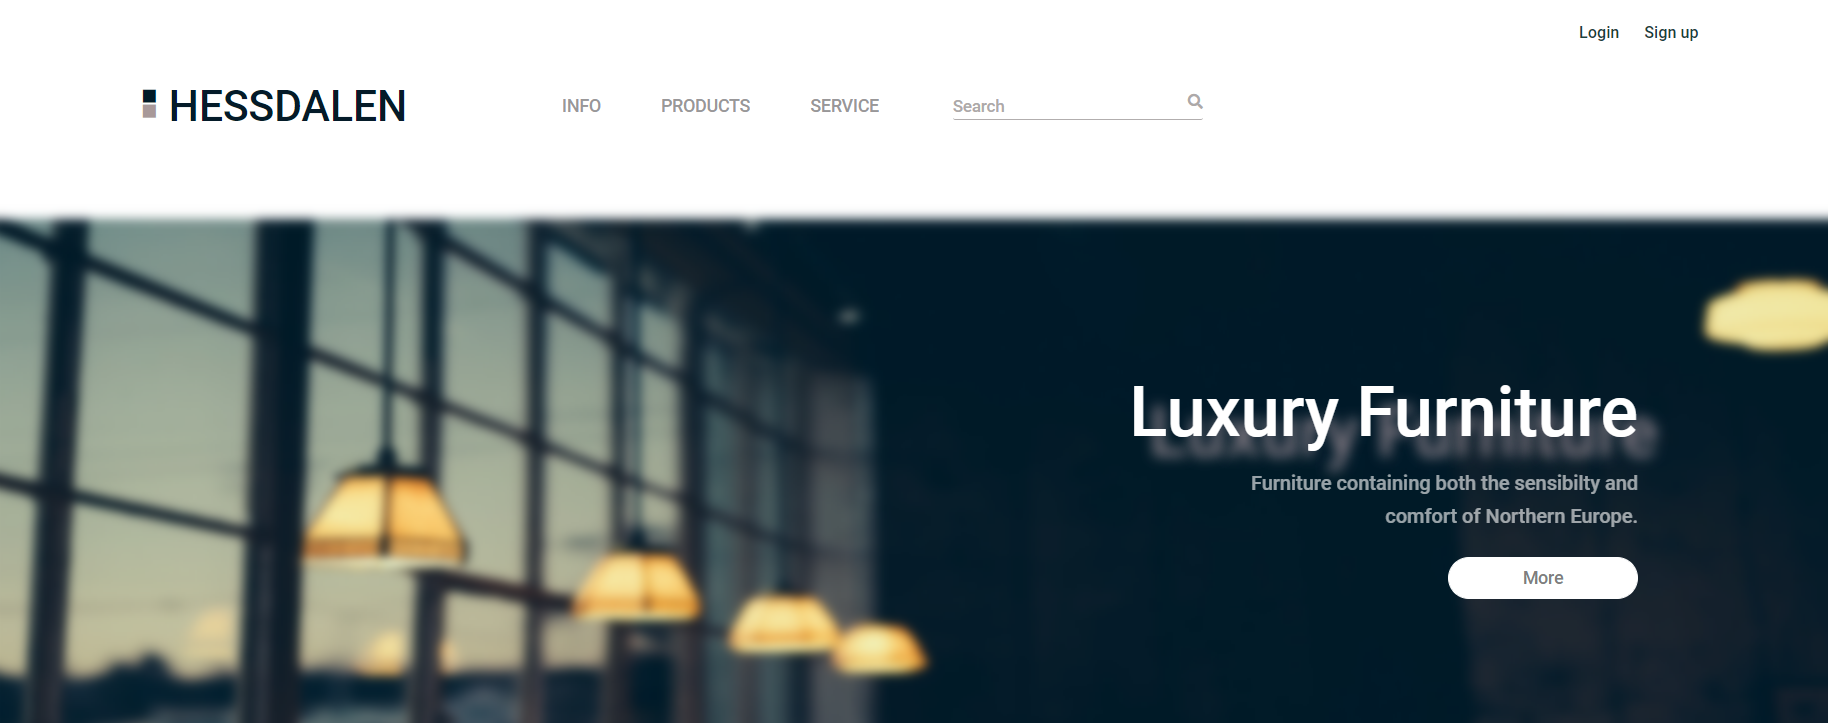 Login Sign up
HESSDALEN INFO PRODUCTS SERVICE Search
Luxury Furniture
Furniture containing both the sensibilty and
comfort of Northern Europe.
More